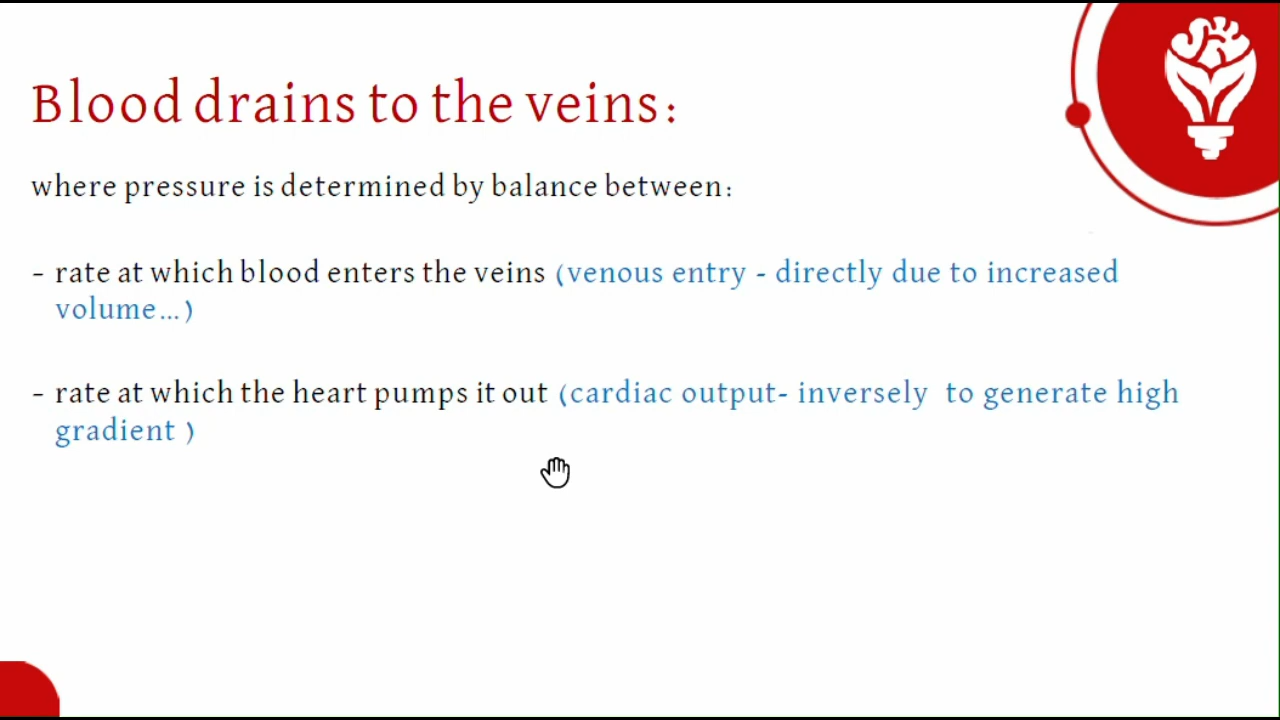 Blood drains to the veins:
where pressure is determined by balance between:
- rate at which blood enters the veins (venous entry - directly due to increased
volume...)
- rate at which the heart pumps it out (cardiac output- inversely to generate high
gradient )